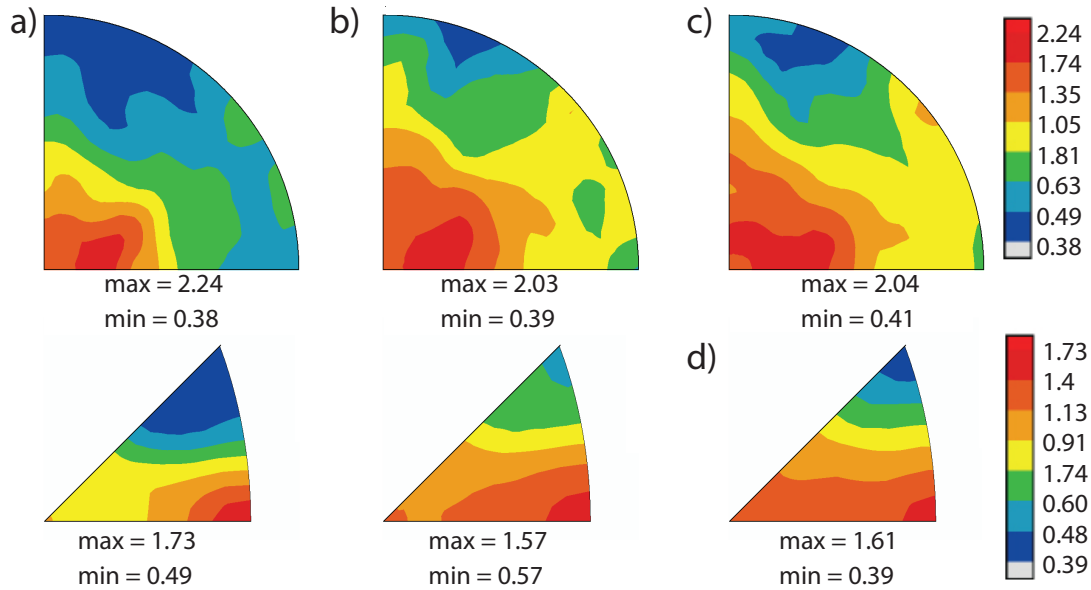 a)
b)
c)
2.24
1.74
1.35
1.05
1.81
0.63
0.49
0.38
max = 2.24
min = 0.38
max = 2.03
min = 0.39
max = 2.04
min = 0.41
d)
1.73
1.4
1.13
0.91
1.74
0.60
0.48
0.39
max = 1.73
min = 0.49
max = 1.57
min = 0.57
max = 1.61
min = 0.39